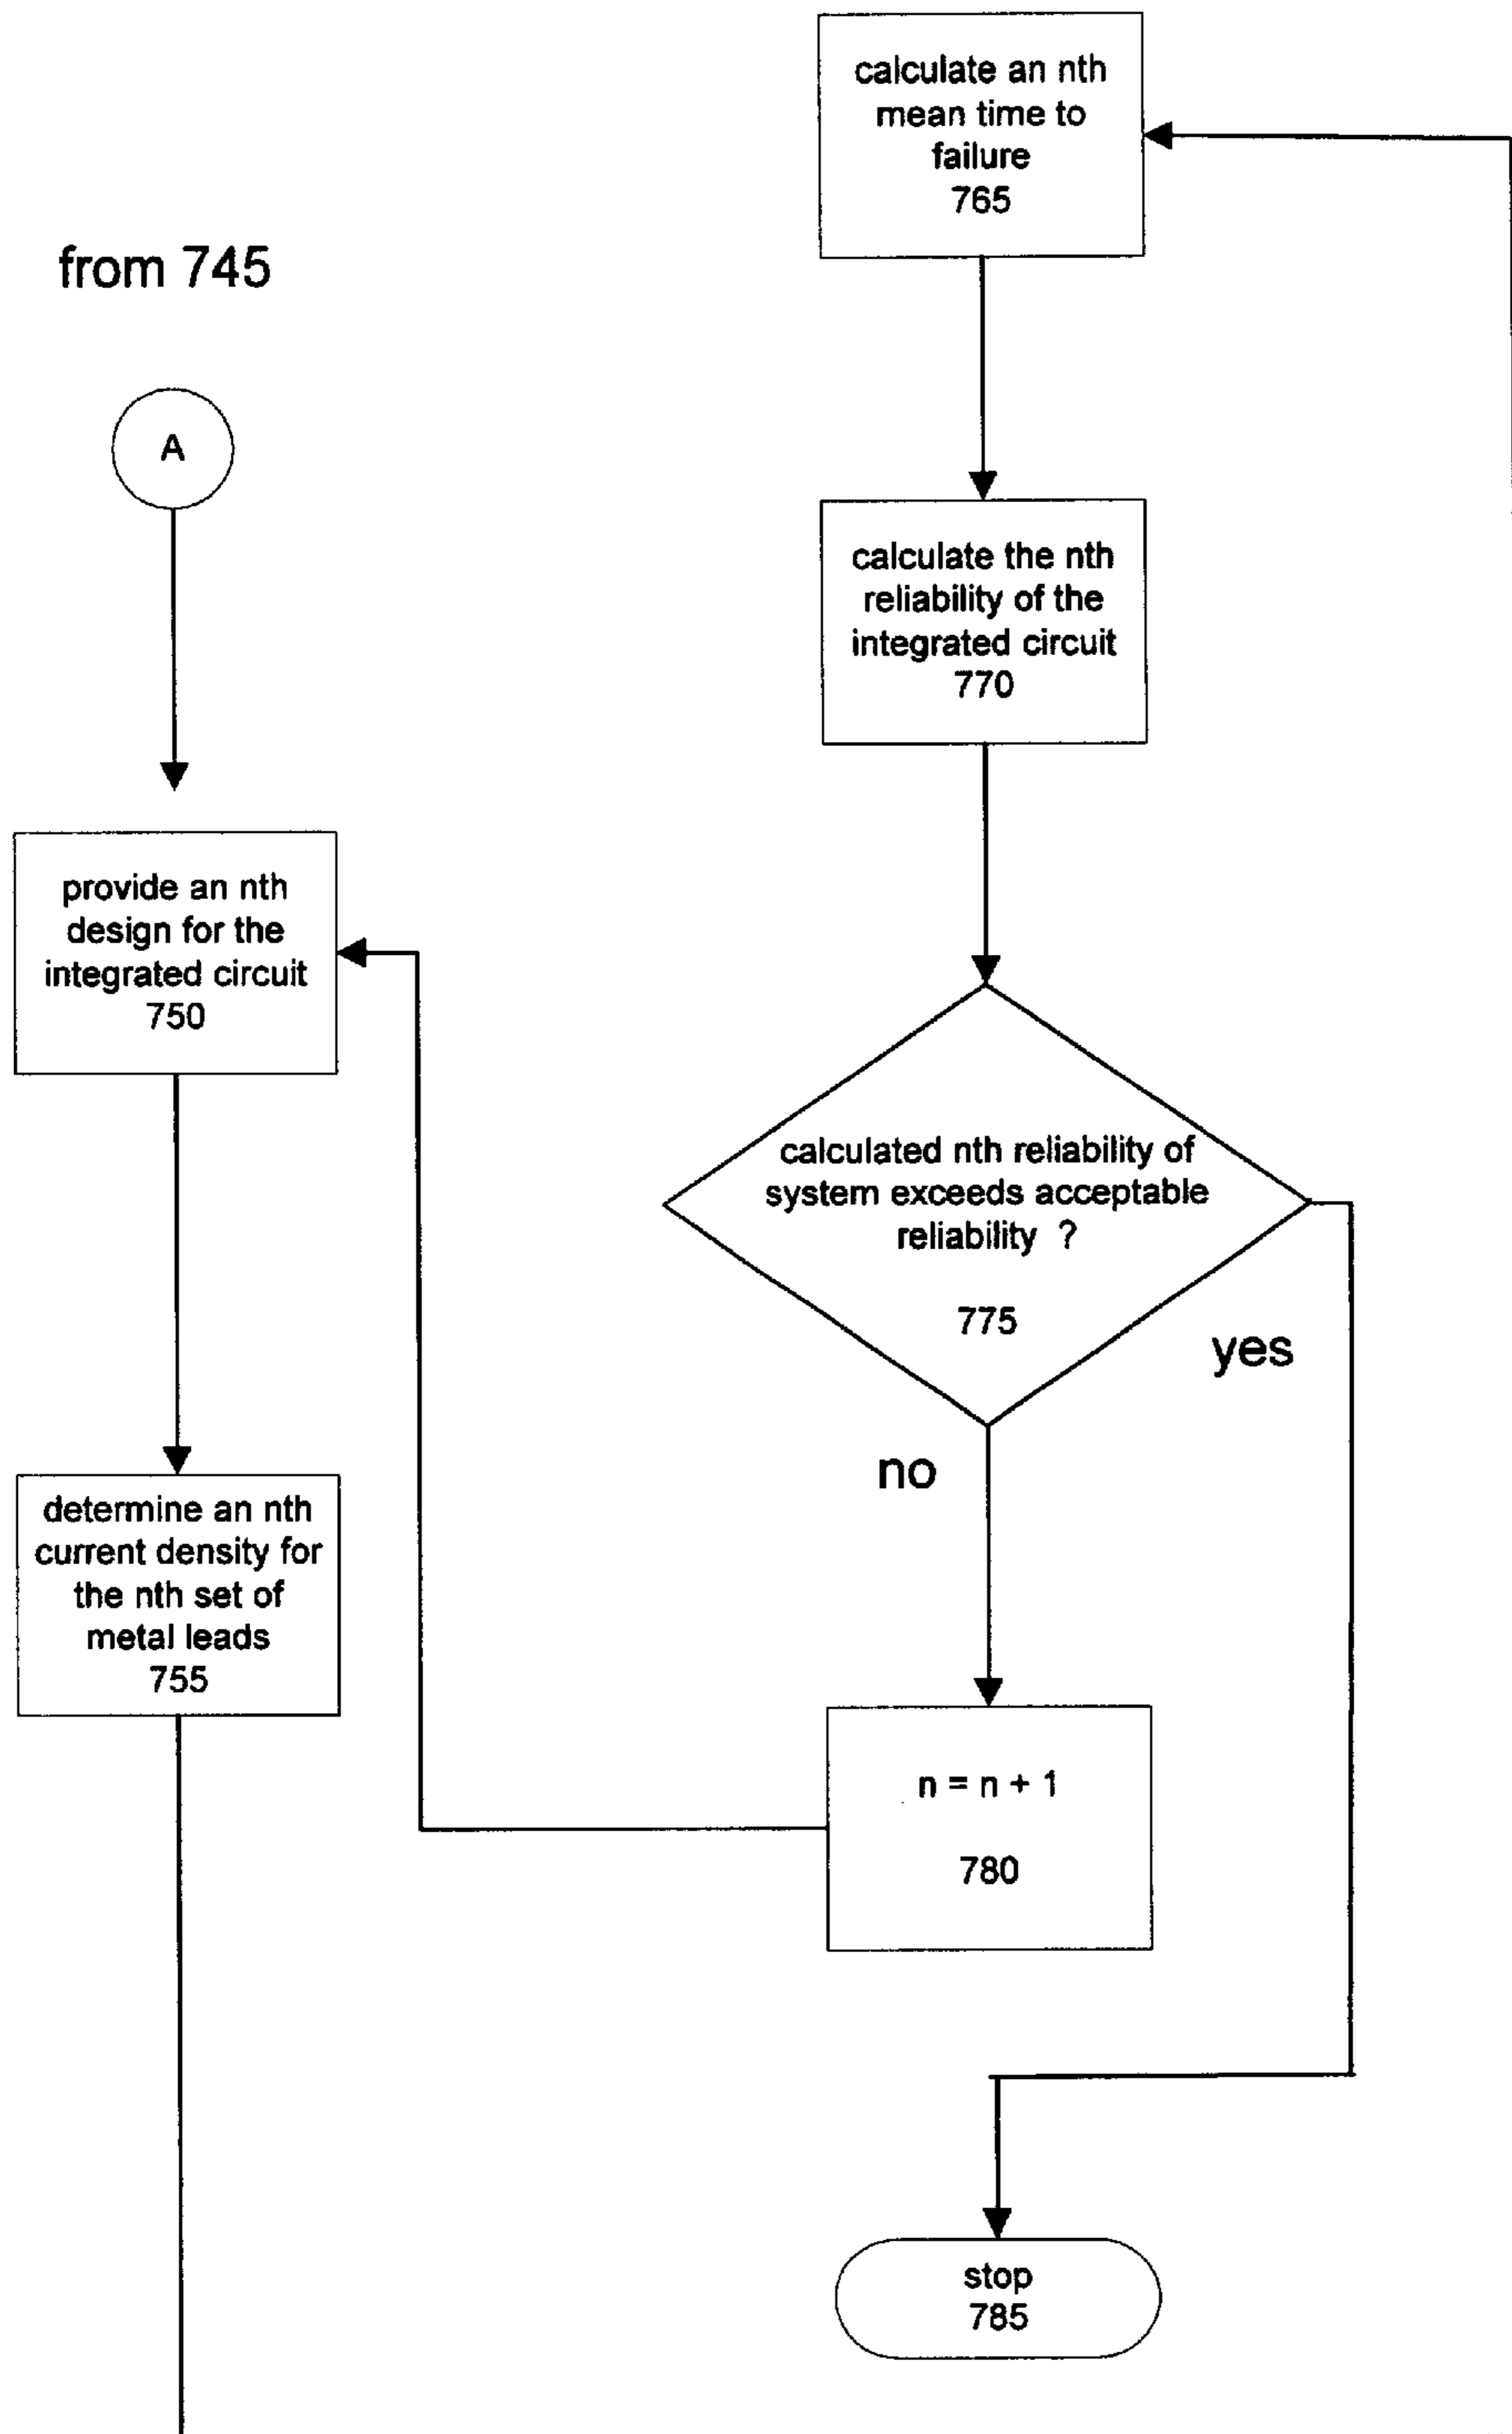 from 745
A
provide an nth
design for the
integrated circuit
750
determine an nth
current density for
the nth set of
metal leads
755
calculate an nth
mean time to
failure
765
calculate the nth
reliability of the
integrated circuit
770
calculated nth reliability of
system exceeds acceptable
reliability ?
775
yes
no
n = n + 1
780
stop
785